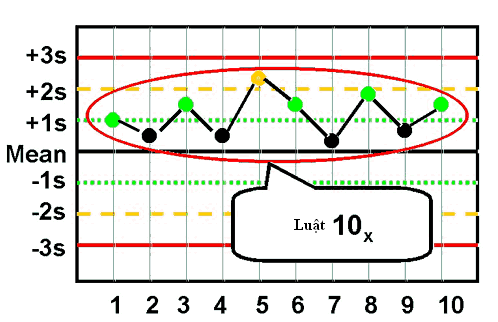 +3s
+2s
+1s
Mean
-1s
-2s
-3s
Luật 10x
1 2 3 4 5 6 7 8 9 10